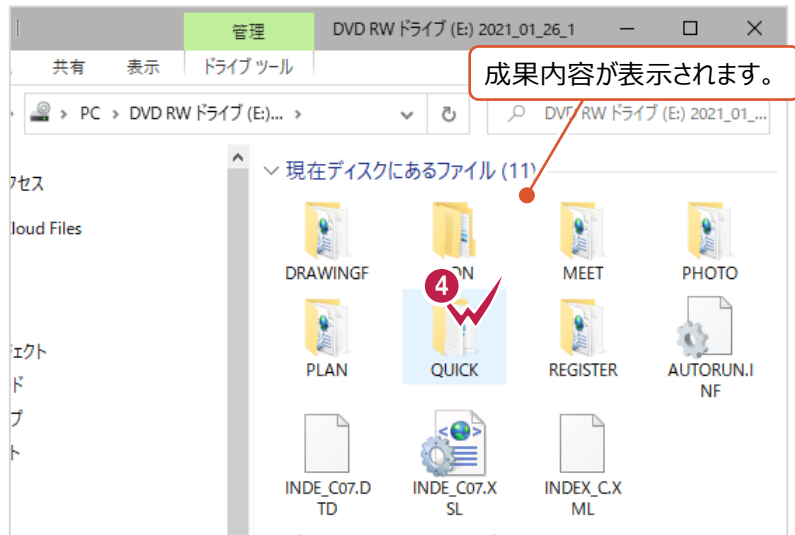 管理
DVD RW ドライブ (E:) 2021_01_26_1
共有 表示 ドライブ ツール
成果内容が表示されます。
PC > DVD RW ドライブ (E:)... >
DVD RW ドライブ (E:) 2021_01_...
現在ディスクにあるファイル (11)
クセス
loud Files
DRAWINGF
MEET
PHOTO
4
PLAN
QUICK
REGISTER
AUTORUN.I
NF
ジェクト
ド
プ
ト
INDE_C07.D
TD
INDE_C07.X
SL
INDEX_C.X
ML